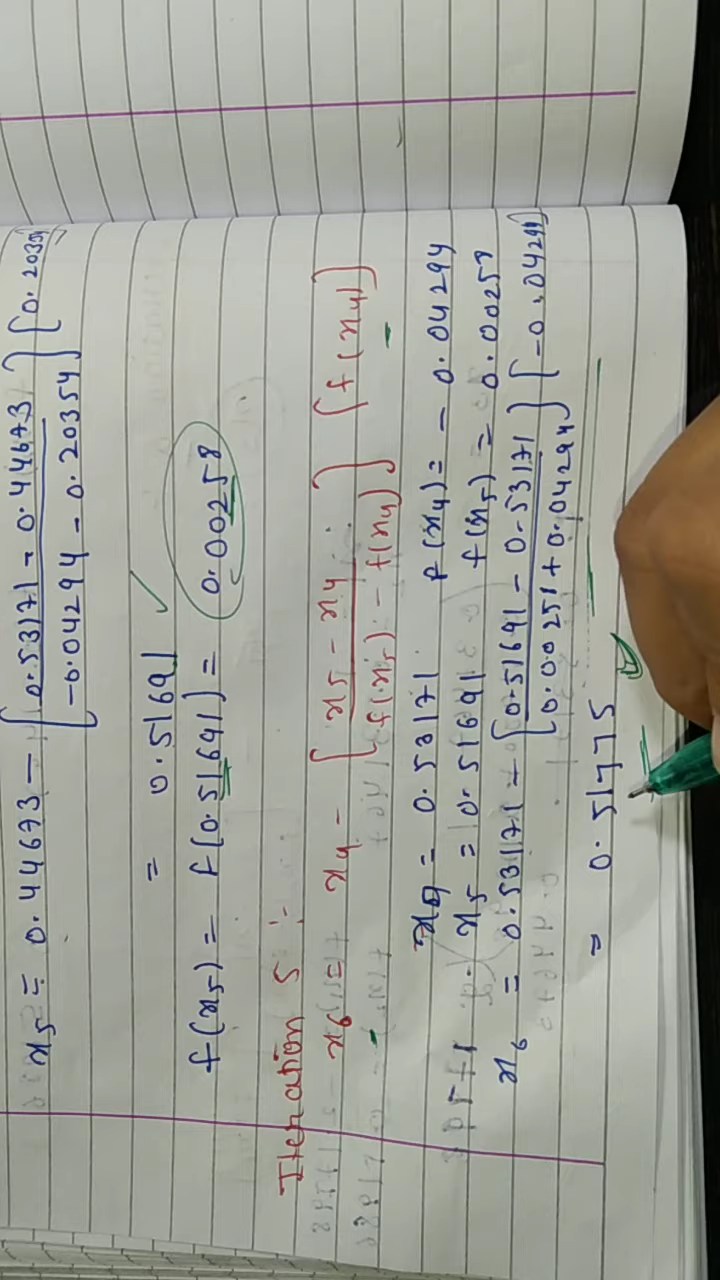 x₅ = 0.44673 - [ 0.53171 - 0.44673 / -0.04294 - 0.20354 ] [0.20354]
= 0.51691 ✓
f(x₅) = f(0.51691) = 0.00258
Iteration 5 :-
x₆ = x₄ - [ x₅ - x₄ / f(x₅) - f(x₄) ] [f(x₄)]
x₄ = 0.53171 f(x₄) = - 0.04294
x₅ = 0.51691 f(x₅) = 0.00258
x₆ = 0.53171 - [ 0.51691 - 0.53171 / 0.00251 + 0.04294 ] [-0.04294]
= 0.51775